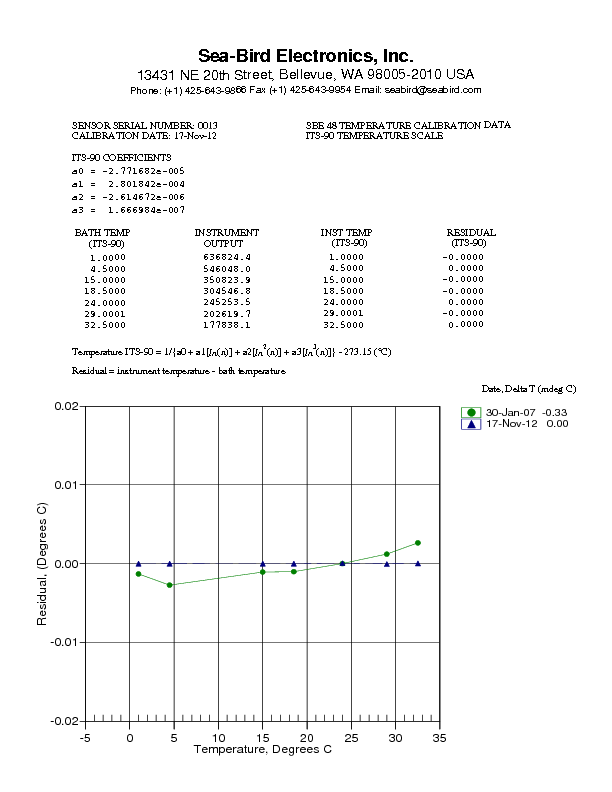 Sea-Bird Electronics, Inc.
13431 NE 20th Street, Bellevue, WA 98005-2010 USA
Phone: (+1) 425-643-9866 Fax (+1) 425-643-9954 Email: seabird@seabird.com
SENSOR SERIAL NUMBER: 0013 SBE 48 TEMPERATURE CALIBRATION DATA
CALIBRATION DATE: 17-Nov-12 ITS-90 TEMPERATURE SCALE
ITS-90 COEFFICIENTS
a0 = -2.771682e-005
a1 = 2.801842e-004
a2 = -2.614672e-006
a3 = 1.666984e-007
BATH TEMP INSTRUMENT INST TEMP RESIDUAL
(ITS-90) OUTPUT (ITS-90) (ITS-90)
1.0000 636824.4 1.0000 -0.0000
4.5000 546048.0 4.5000 0.0000
15.0000 350823.9 15.0000 -0.0000
18.5000 304546.8 18.5000 -0.0000
24.0000 245253.5 24.0000 0.0000
29.0001 202619.7 29.0001 -0.0000
32.5000 177838.1 32.5000 0.0000
Temperature ITS-90 = 1/{a0 + a1[ln(n)] + a2[ln²(n)] + a3[ln³(n)]} - 273.15 (°C)
Residual = instrument temperature - bath temperature
Date, Delta T (mdeg C)
30-Jan-07 -0.33
17-Nov-12 0.00
0.02
0.01
0.00
-0.01
-0.02
Residual, (Degrees C)
-5 0 5 10 15 20 25 30 35
Temperature, Degrees C